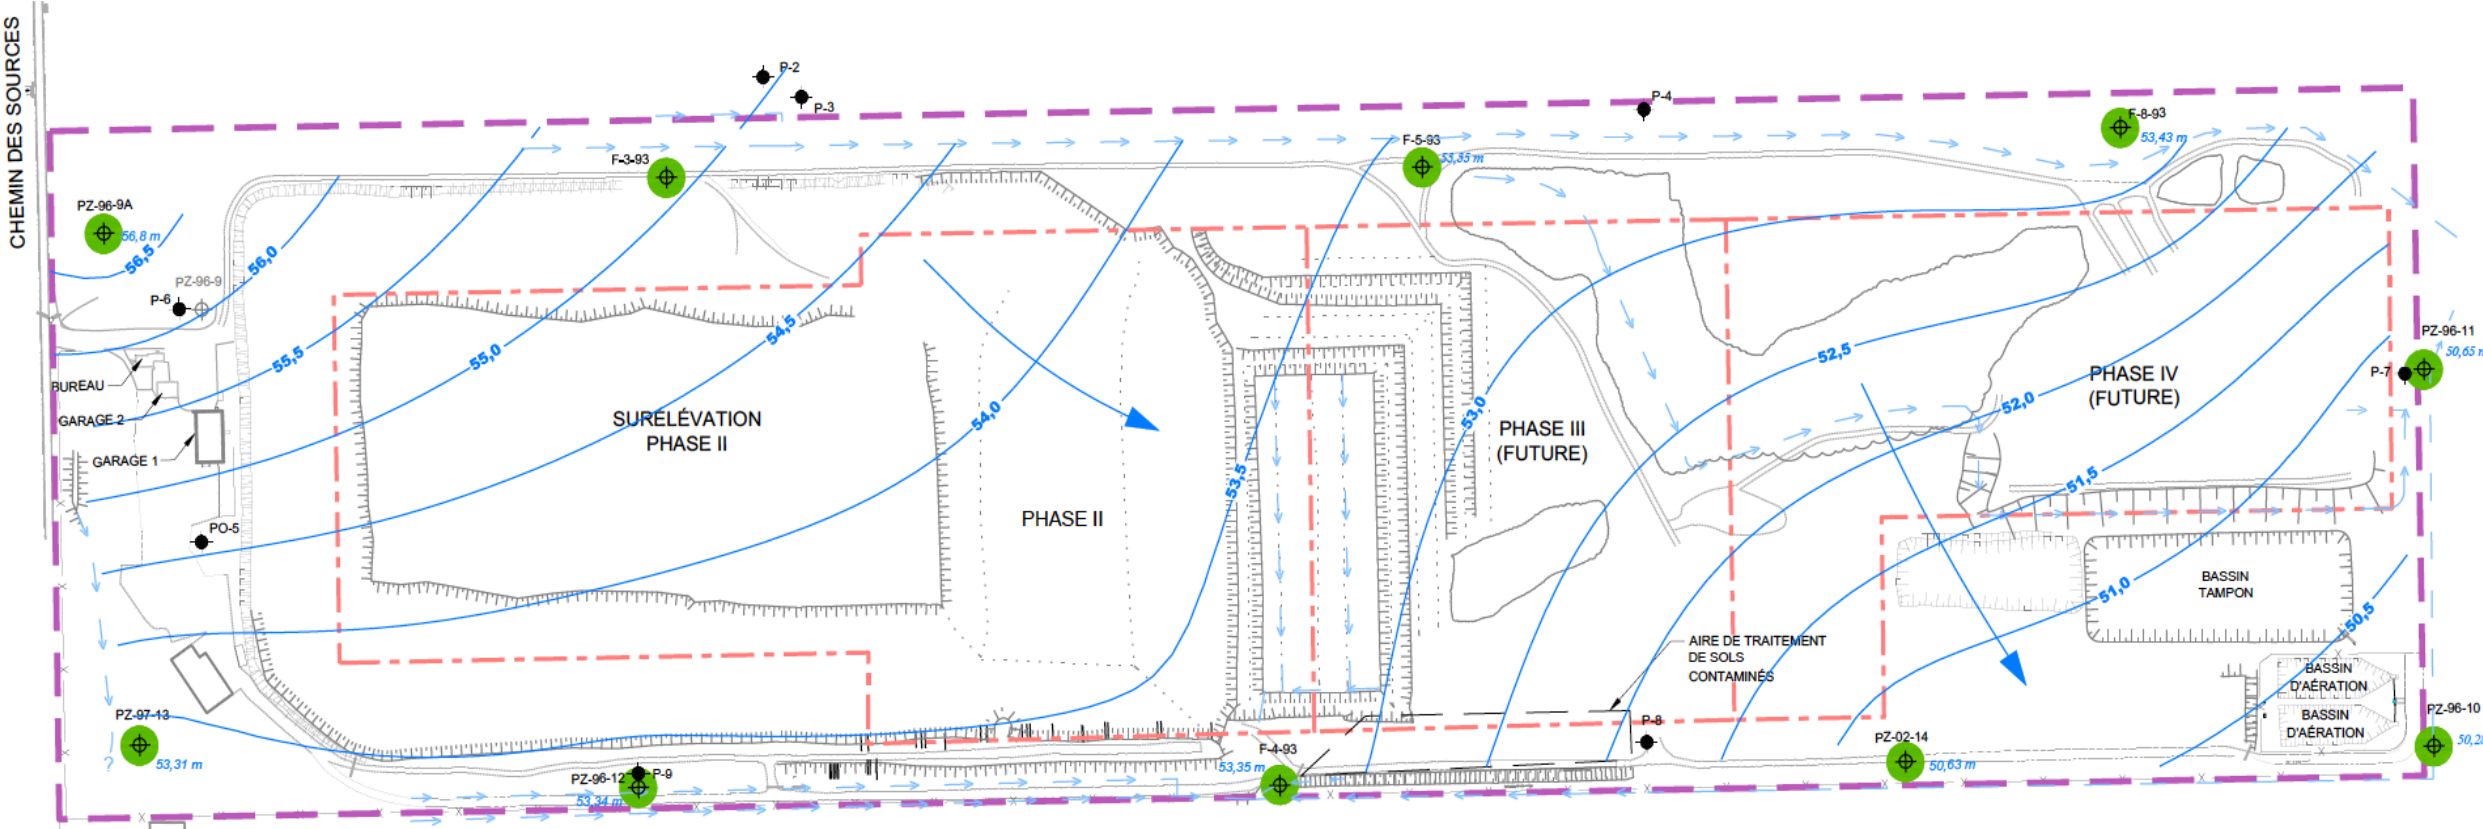 CHEMIN DES SOURCES
P-2
P-3
P-4
F-8-93
53,43 m
F-5-93
53,35 m
F-3-93
PZ-96-9A
56,8 m
56,5
56,0
PZ-96-9
P-6
55,5
55,0
54,5
54,0
53,5
53,0
52,5
52,0
51,5
51,0
50,5
BUREAU
GARAGE 2
GARAGE 1
SURELÉVATION
PHASE II
PHASE II
PHASE III
(FUTURE)
PHASE IV
(FUTURE)
PZ-96-11
50,65 m
P-7
PO-5
BASSIN
TAMPON
AIRE DE TRAITEMENT
DE SOLS
CONTAMINÉS
BASSIN
D'AÉRATION
BASSIN
D'AÉRATION
PZ-97-13
53,31 m
?
PZ-96-12
P-9
53,34 m
F-4-93
53,35 m
P-8
PZ-02-14
50,63 m
PZ-96-10